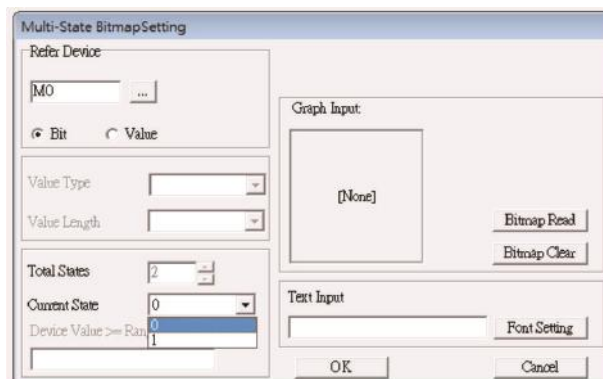 Multi-State BitmapSetting
Refer Device
M0
...
Bit
Value
Value Type
Value Length
Total States
2
Current State
0
0
1
Device Value >= Ran
Graph Input:
[None]
Bitmap Read
Bitmap Clear
Text Input
Font Setting
OK
Cancel